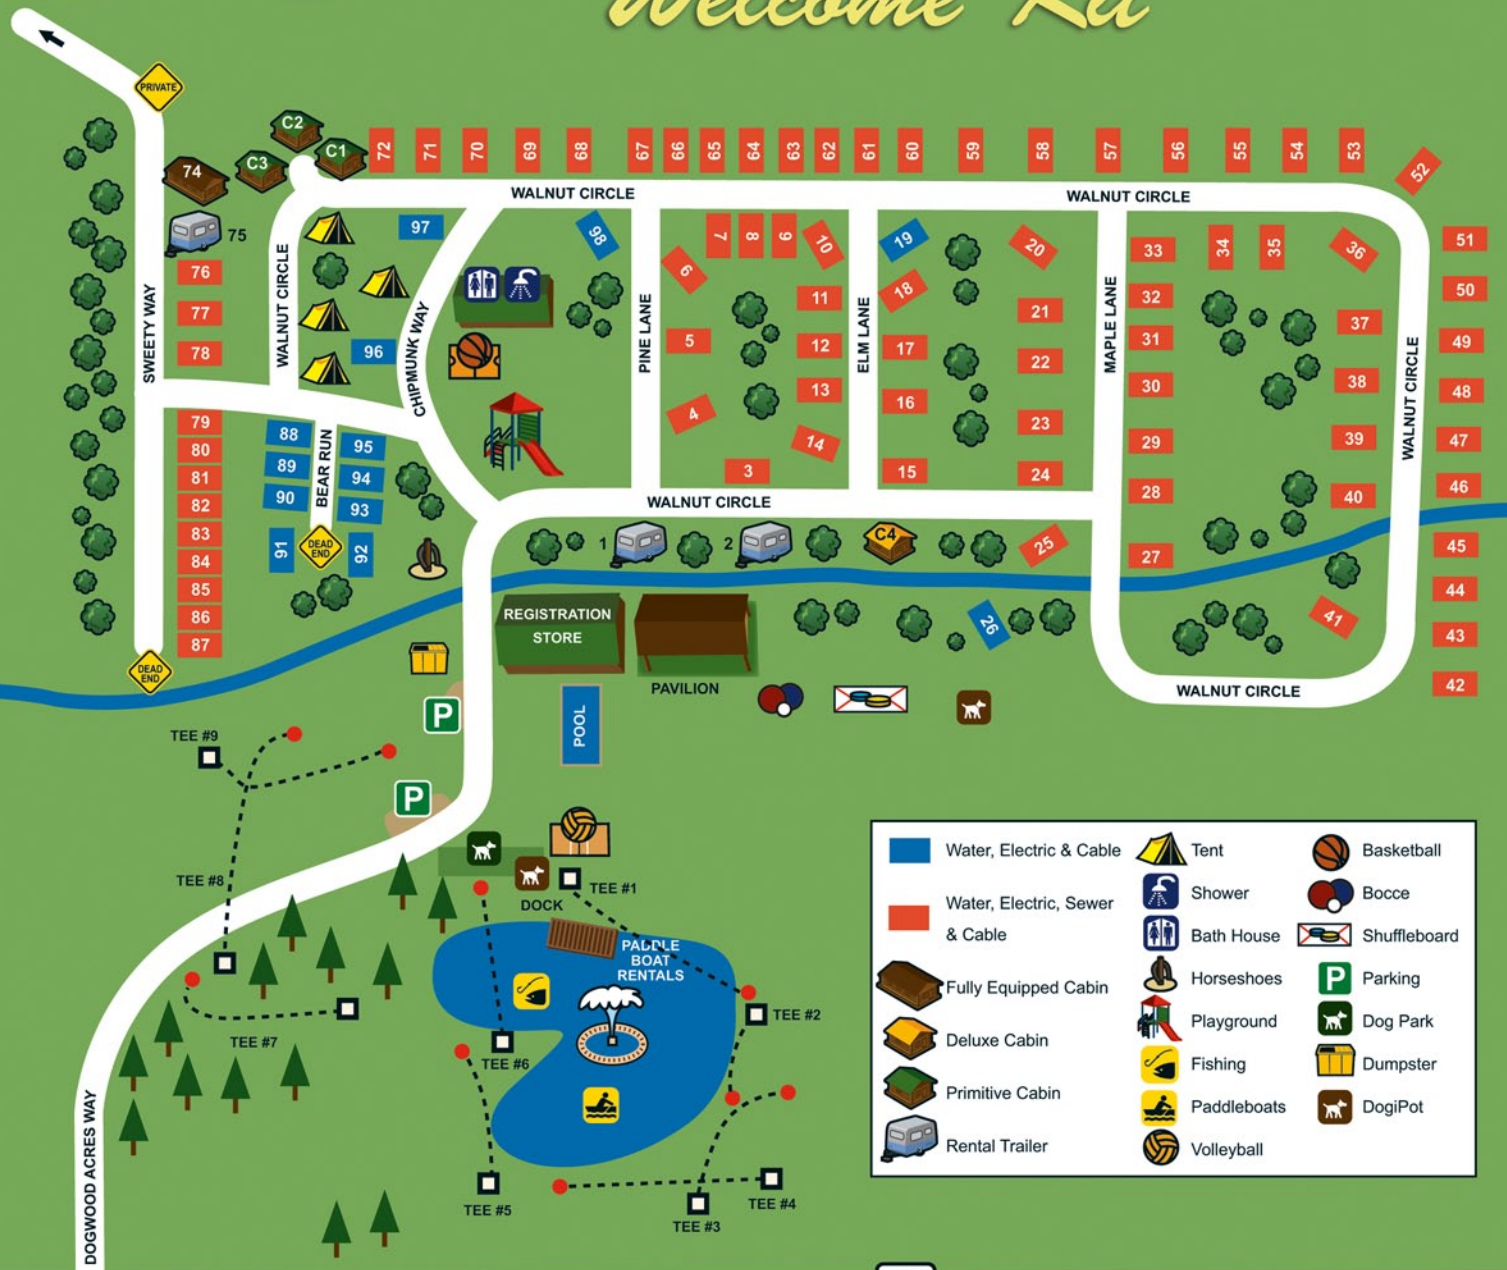 Welcome
PRIVATE
C2
C3
C1
74
75
76
77
78
72
71
70
69
68
67
66
65
64
63
62
61
60
59
58
57
56
55
54
53
52
WALNUT CIRCLE
WALNUT CIRCLE
SWEETY WAY
WALNUT CIRCLE
CHIPMUNK WAY
PINE LANE
ELM LANE
MAPLE LANE
WALNUT CIRCLE
97
96
98
7
8
9
10
6
5
4
3
11
12
13
14
19
18
17
16
15
20
21
22
23
24
33
32
31
30
29
28
27
34
35
36
37
38
39
40
41
51
50
49
48
47
46
45
44
43
42
79
80
81
82
83
84
85
86
87
88
89
90
91
BEAR RUN
95
94
93
92
DEAD
END
DEAD
END
WALNUT CIRCLE
1
2
C4
25
26
REGISTRATION
STORE
PAVILION
POOL
WALNUT CIRCLE
P
P
TEE #9
TEE #8
TEE #7
DOCK
TEE #1
PADDLE
BOAT
RENTALS
TEE #2
TEE #6
TEE #5
TEE #4
TEE #3
DOGWOOD ACRES WAY
Water, Electric & Cable
Water, Electric, Sewer
& Cable
Fully Equipped Cabin
Deluxe Cabin
Primitive Cabin
Rental Trailer
Tent
Shower
Bath House
Horseshoes
Playground
Fishing
Paddleboats
Volleyball
Basketball
Bocce
Shuffleboard
P
Parking
Dog Park
Dumpster
DogiPot